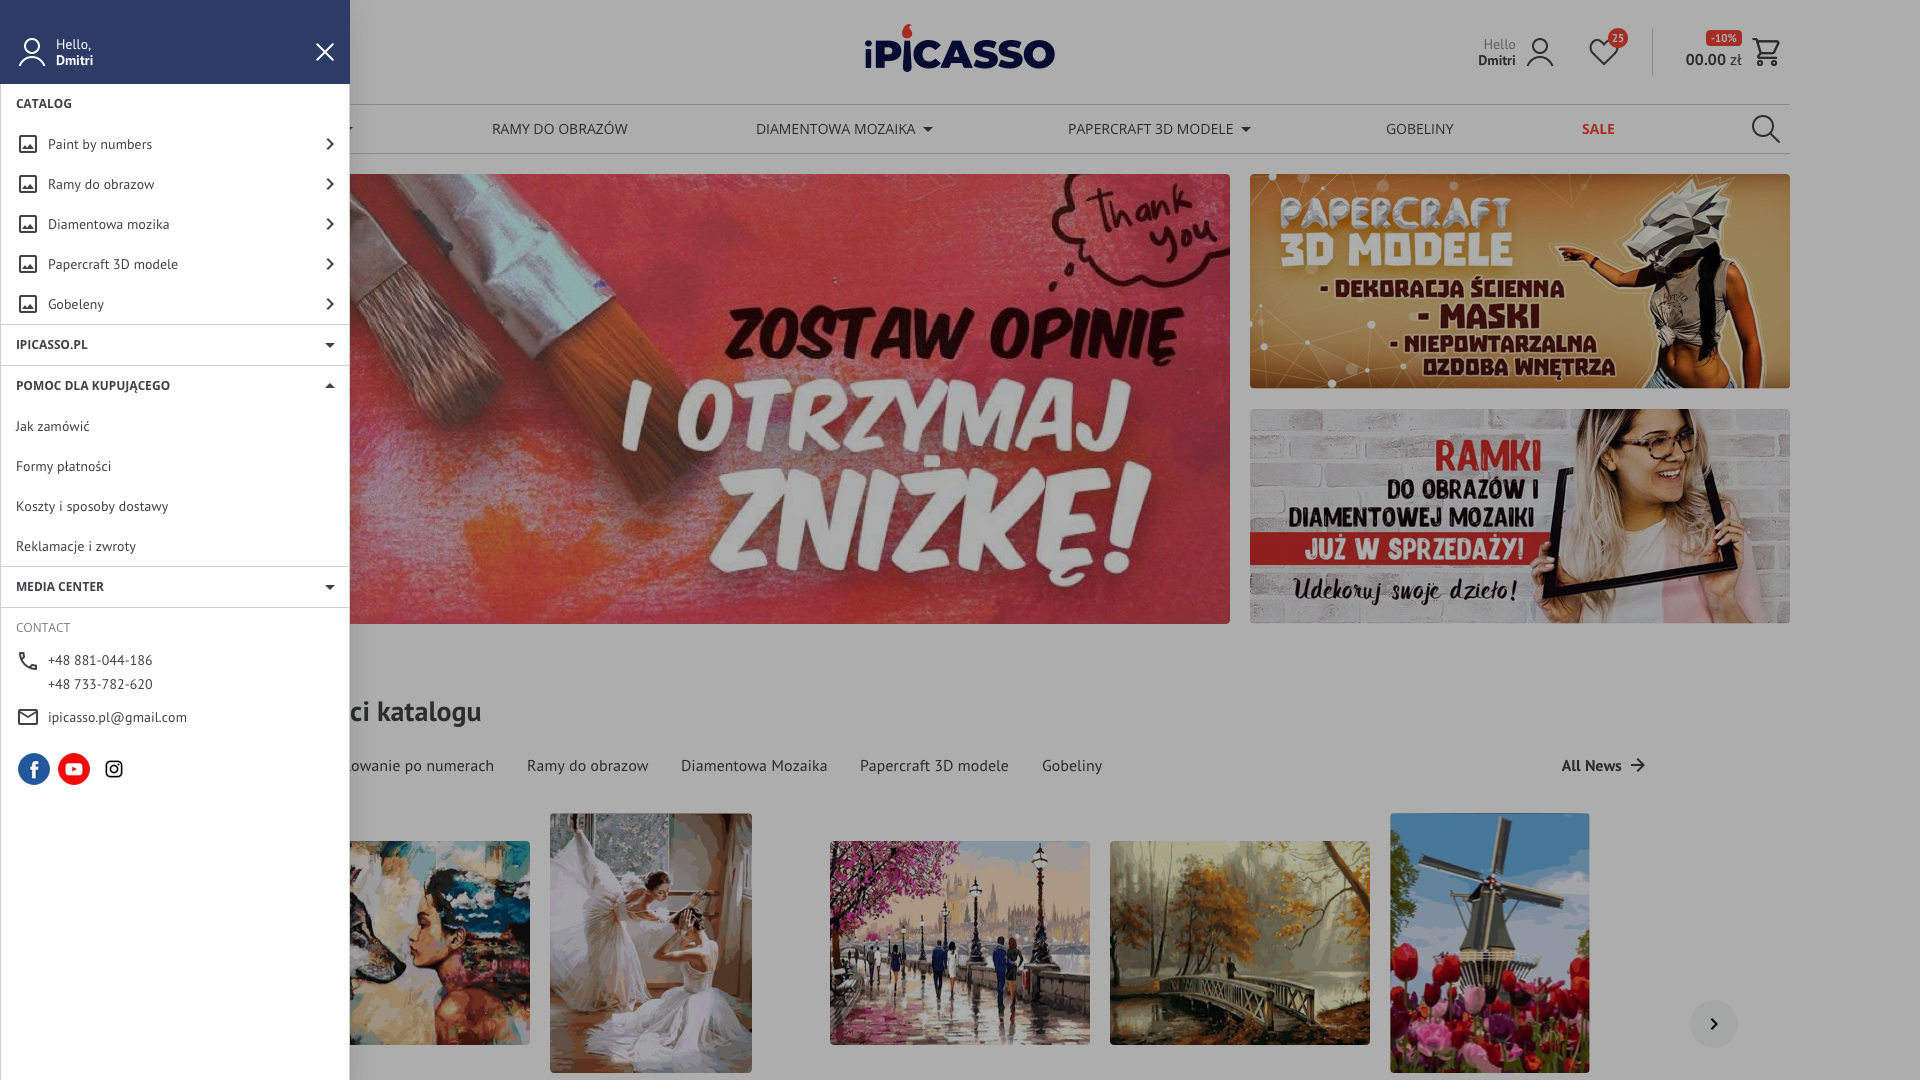 Hello,
Dmitri
CATALOG
Paint by numbers
Ramy do obrazow
Diamentowa mozika
Papercraft 3D modele
Gobeleny
IPICASSO.PL
POMOC DLA KUPUJĄCEGO
Jak zamówić
Formy płatności
Koszty i sposoby dostawy
Reklamacje i zwroty
MEDIA CENTER
CONTACT
+48 881-044-186
+48 733-782-620
ipicasso.pl@gmail.com
iPICASSO
Hello
Dmitri
25
-10%
00.00 zł
RAMY DO OBRAZÓW
DIAMENTOWA MOZAIKA
PAPERCRAFT 3D MODELE
GOBELINY
SALE
Thank
you
ZOSTAW OPINIĘ
I OTRZYMAJ
ZNIŻKĘ!
PAPERCRAFT
3D MODELE
- DEKORACJA ŚCIENNA
- MASKI
- NIEPOWTARZALNA
OZDOBA WNĘTRZA
RAMKI
DO OBRAZÓW I
DIAMENTOWEJ MOZAIKI
JUŻ W SPRZEDAŻY!
Udekoruj swoje dzieło!
ci katalogu
lowanie po numerach
Ramy do obrazow
Diamentowa Mozaika
Papercraft 3D modele
Gobeleny
All News